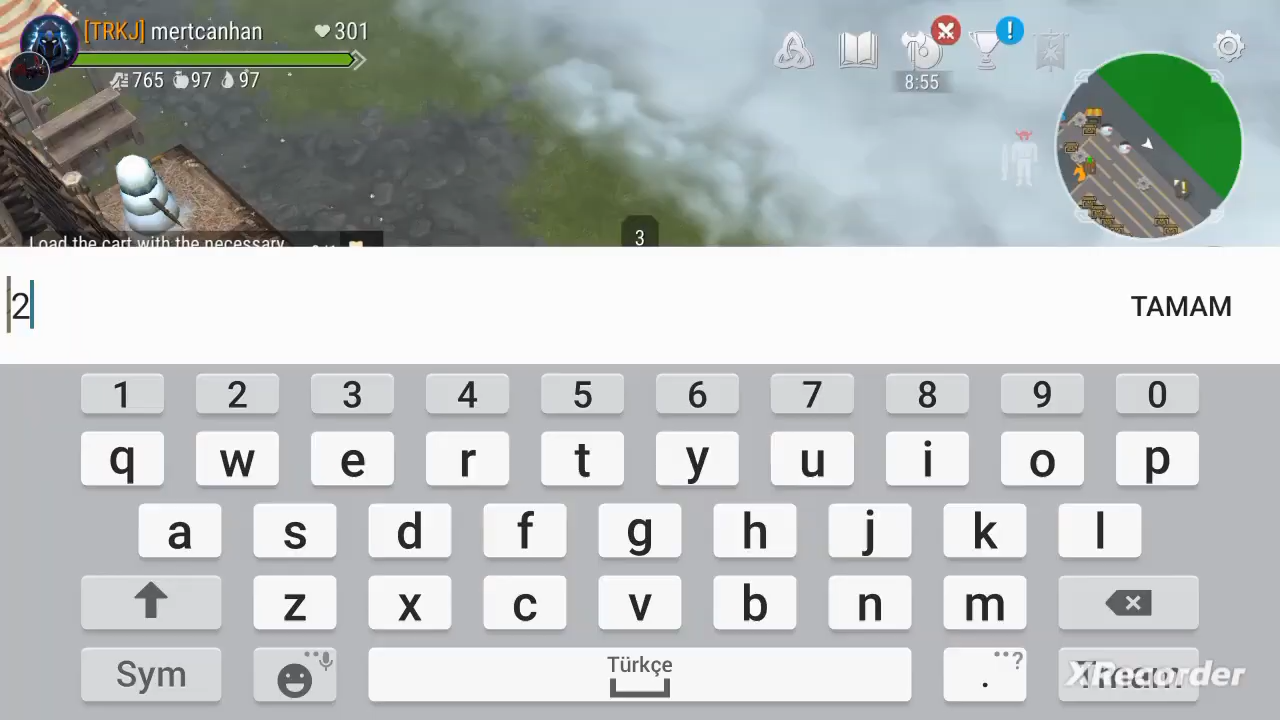 [TRKJ] mertcanhan
301
765 97 97
8:55
Load the cart with the necessary
3
2
TAMAM
1 2 3 4 5 6 7 8 9 0
q w e r t y u i o p
a s d f g h j k l
z x c v b n m
Sym
Türkçe
. ?
XRecorder